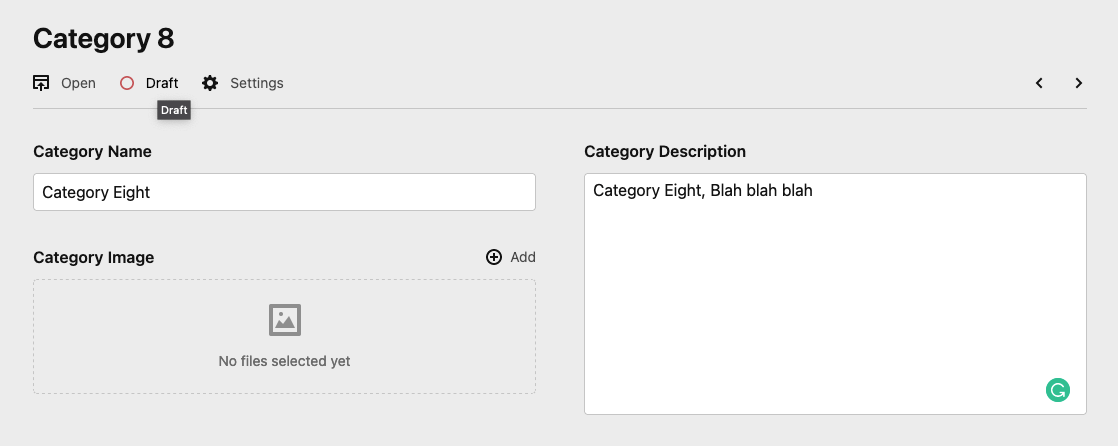 Category 8
Open Draft Settings
Draft
Category Name
Category Eight
Category Description
Category Eight, Blah blah blah
Category Image
Add
No files selected yet